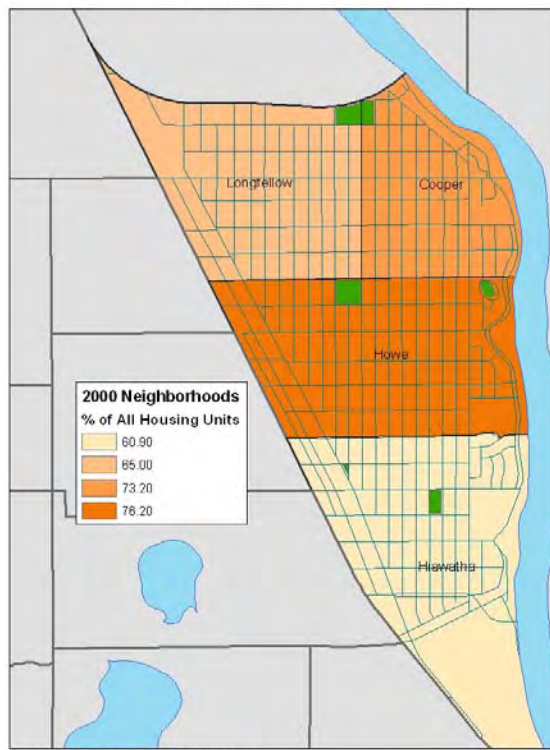 Longfellow
Cooper
Howe
2000 Neighborhoods
% of All Housing Units
60.90
65.00
73.20
76.20
Hiawatha